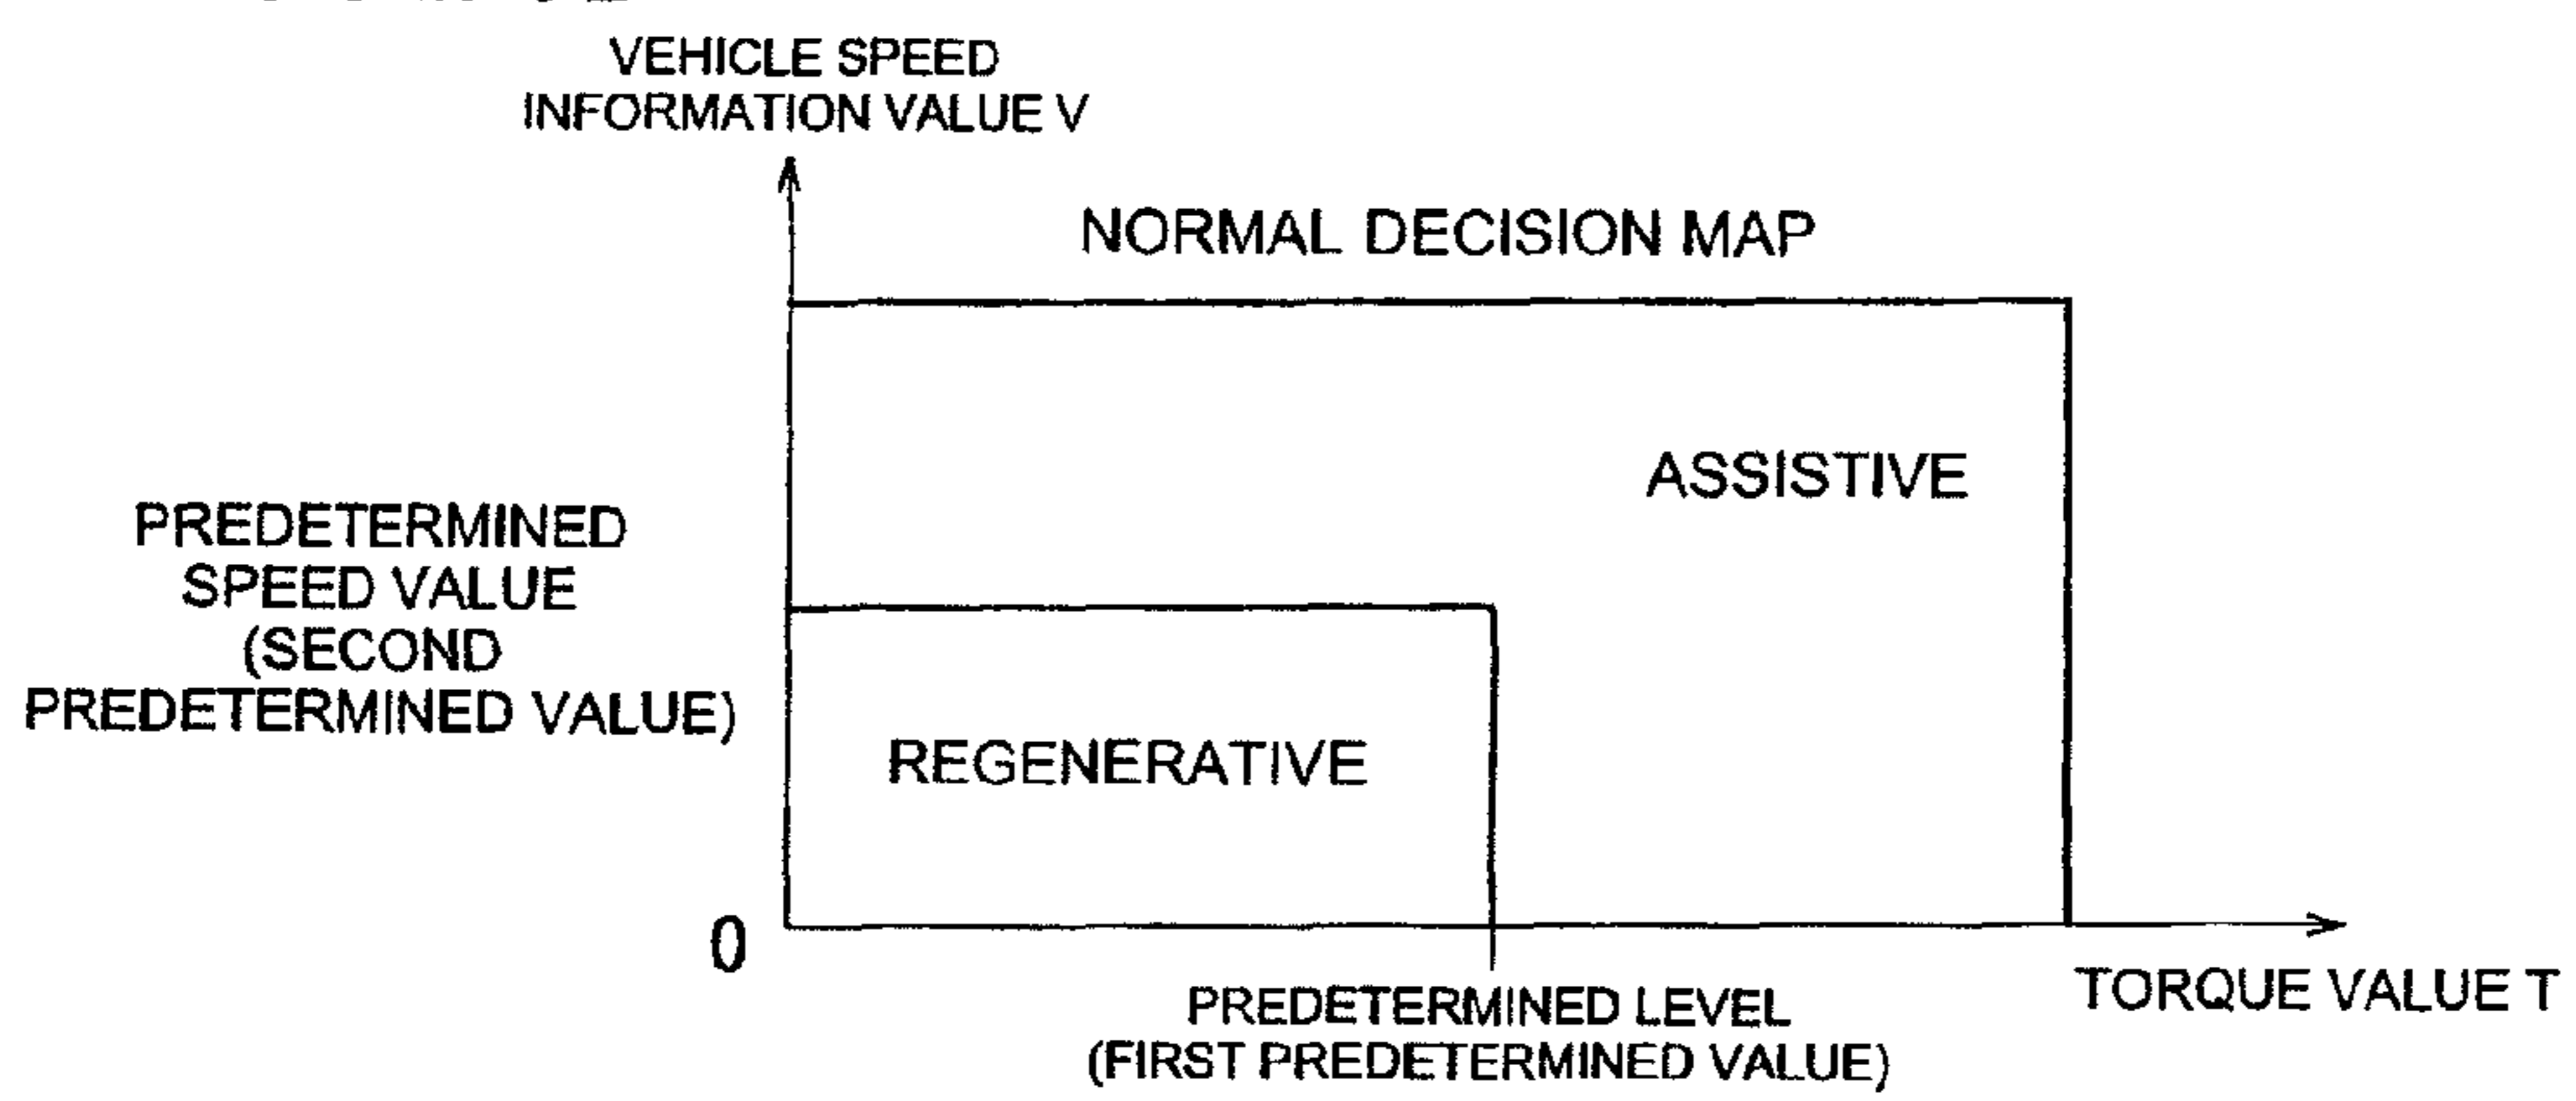 VEHICLE SPEED
INFORMATION VALUE V
NORMAL DECISION MAP
ASSISTIVE
PREDETERMINED
SPEED VALUE
(SECOND
PREDETERMINED VALUE)
REGENERATIVE
0
TORQUE VALUE T
PREDETERMINED LEVEL
(FIRST PREDETERMINED VALUE)